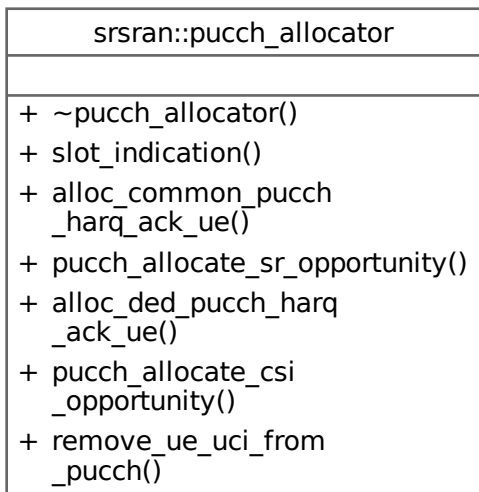 srsran::pucch_allocator
+ ~pucch_allocator()
+ slot_indication()
+ alloc_common_pucch
_harq_ack_ue()
+ pucch_allocate_sr_opportunity()
+ alloc_ded_pucch_harq
_ack_ue()
+ pucch_allocate_csi
_opportunity()
+ remove_ue_uci_from
_pucch()